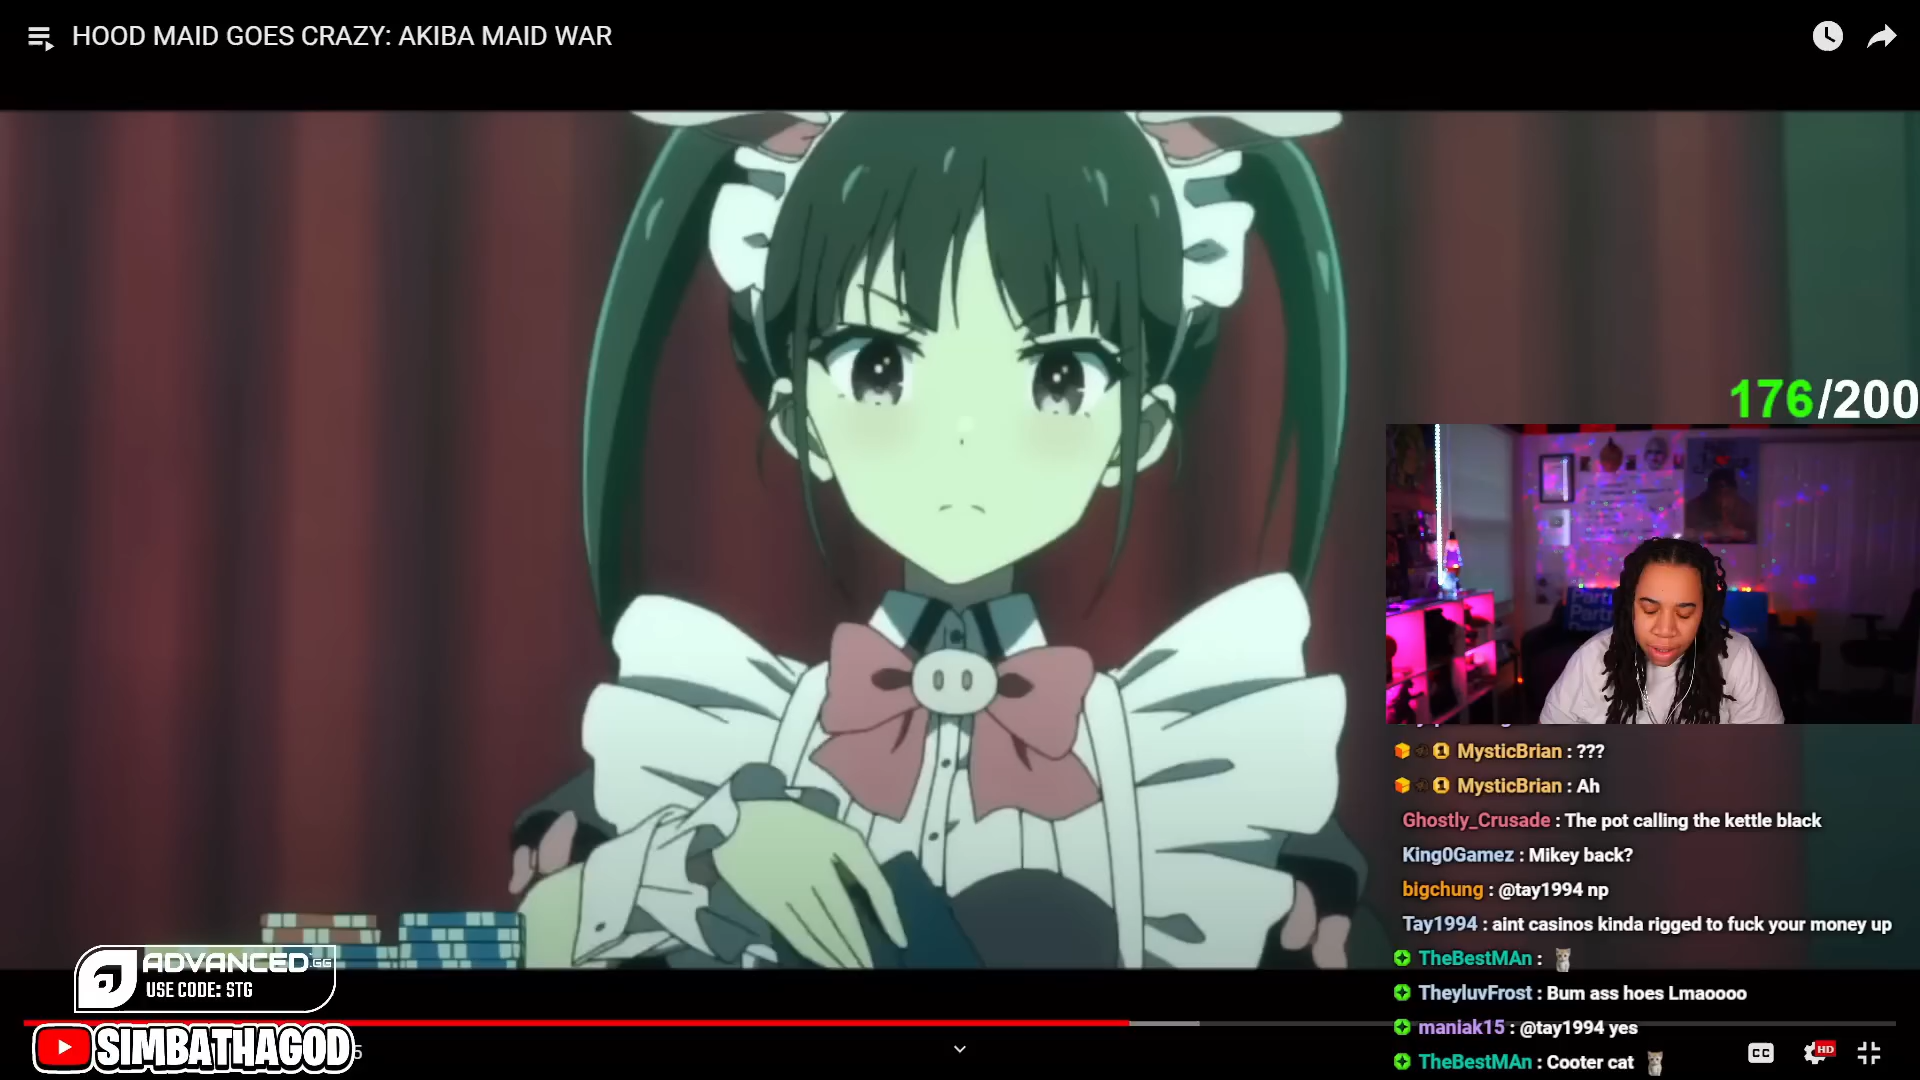 HOOD MAID GOES CRAZY: AKIBA MAID WAR
176/200
MysticBrian : ???
MysticBrian : Ah
Ghostly_Crusade : The pot calling the kettle black
King0Gamez : Mikey back?
bigchung : @tay1994 np
Tay1994 : aint casinos kinda rigged to fuck your money up
TheBestMAn :
TheyluvFrost : Bum ass hoes Lmaoooo
maniak15 : @tay1994 yes
TheBestMAn : Cooter cat
ADVANCED.GG
USE CODE: STG
SIMBATHAGOD
CC
HD